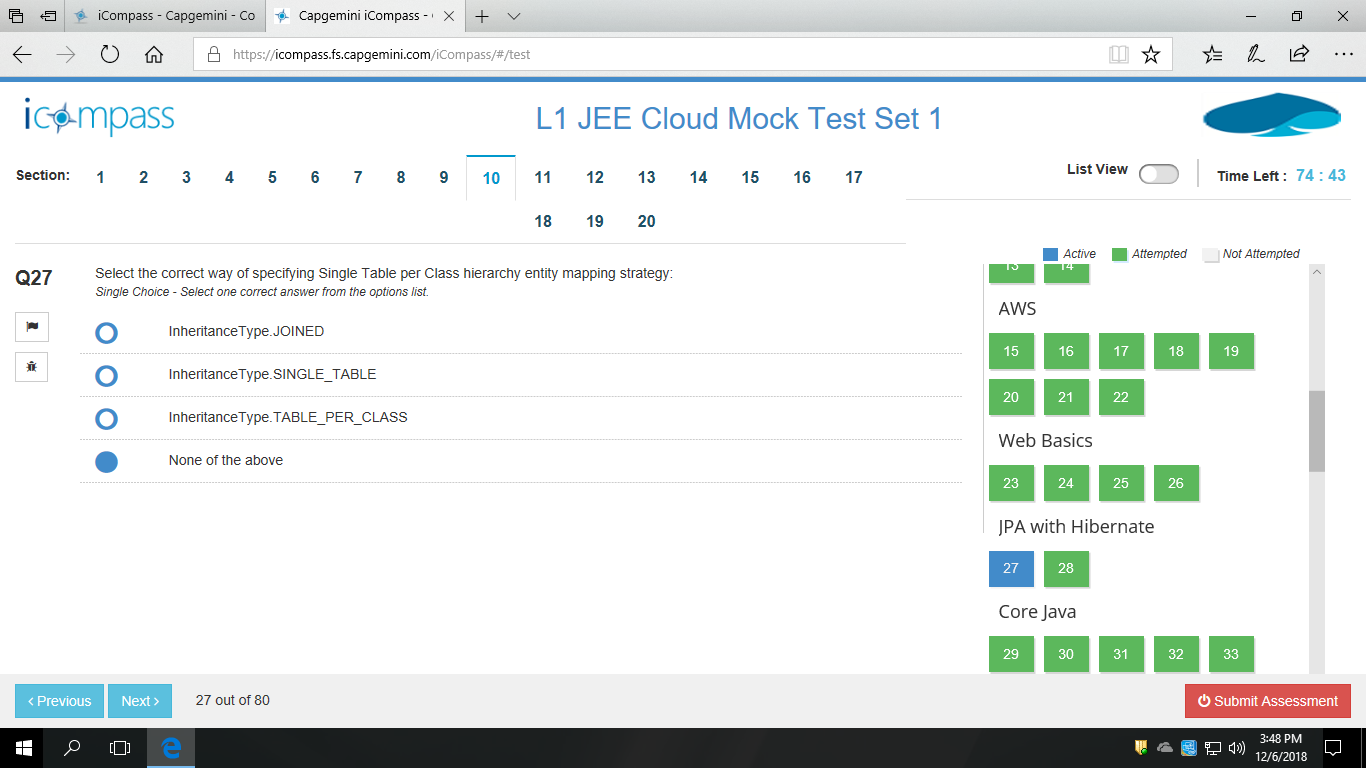 iCompass - Capgemini - Co
Capgemini iCompass -
https://icompass.fs.capgemini.com/iCompass/#/test
icompass
L1 JEE Cloud Mock Test Set 1
Section: 1 2 3 4 5 6 7 8 9 10 11 12 13 14 15 16 17
18 19 20
List View
Time Left : 74 : 43
Active Attempted Not Attempted
Q27
Select the correct way of specifying Single Table per Class hierarchy entity mapping strategy:
Single Choice - Select one correct answer from the options list.
InheritanceType.JOINED
InheritanceType.SINGLE_TABLE
InheritanceType.TABLE_PER_CLASS
None of the above
13 14
AWS
15 16 17 18 19
20 21 22
Web Basics
23 24 25 26
JPA with Hibernate
27 28
Core Java
29 30 31 32 33
‹ Previous Next › 27 out of 80
Submit Assessment
3:48 PM
12/6/2018